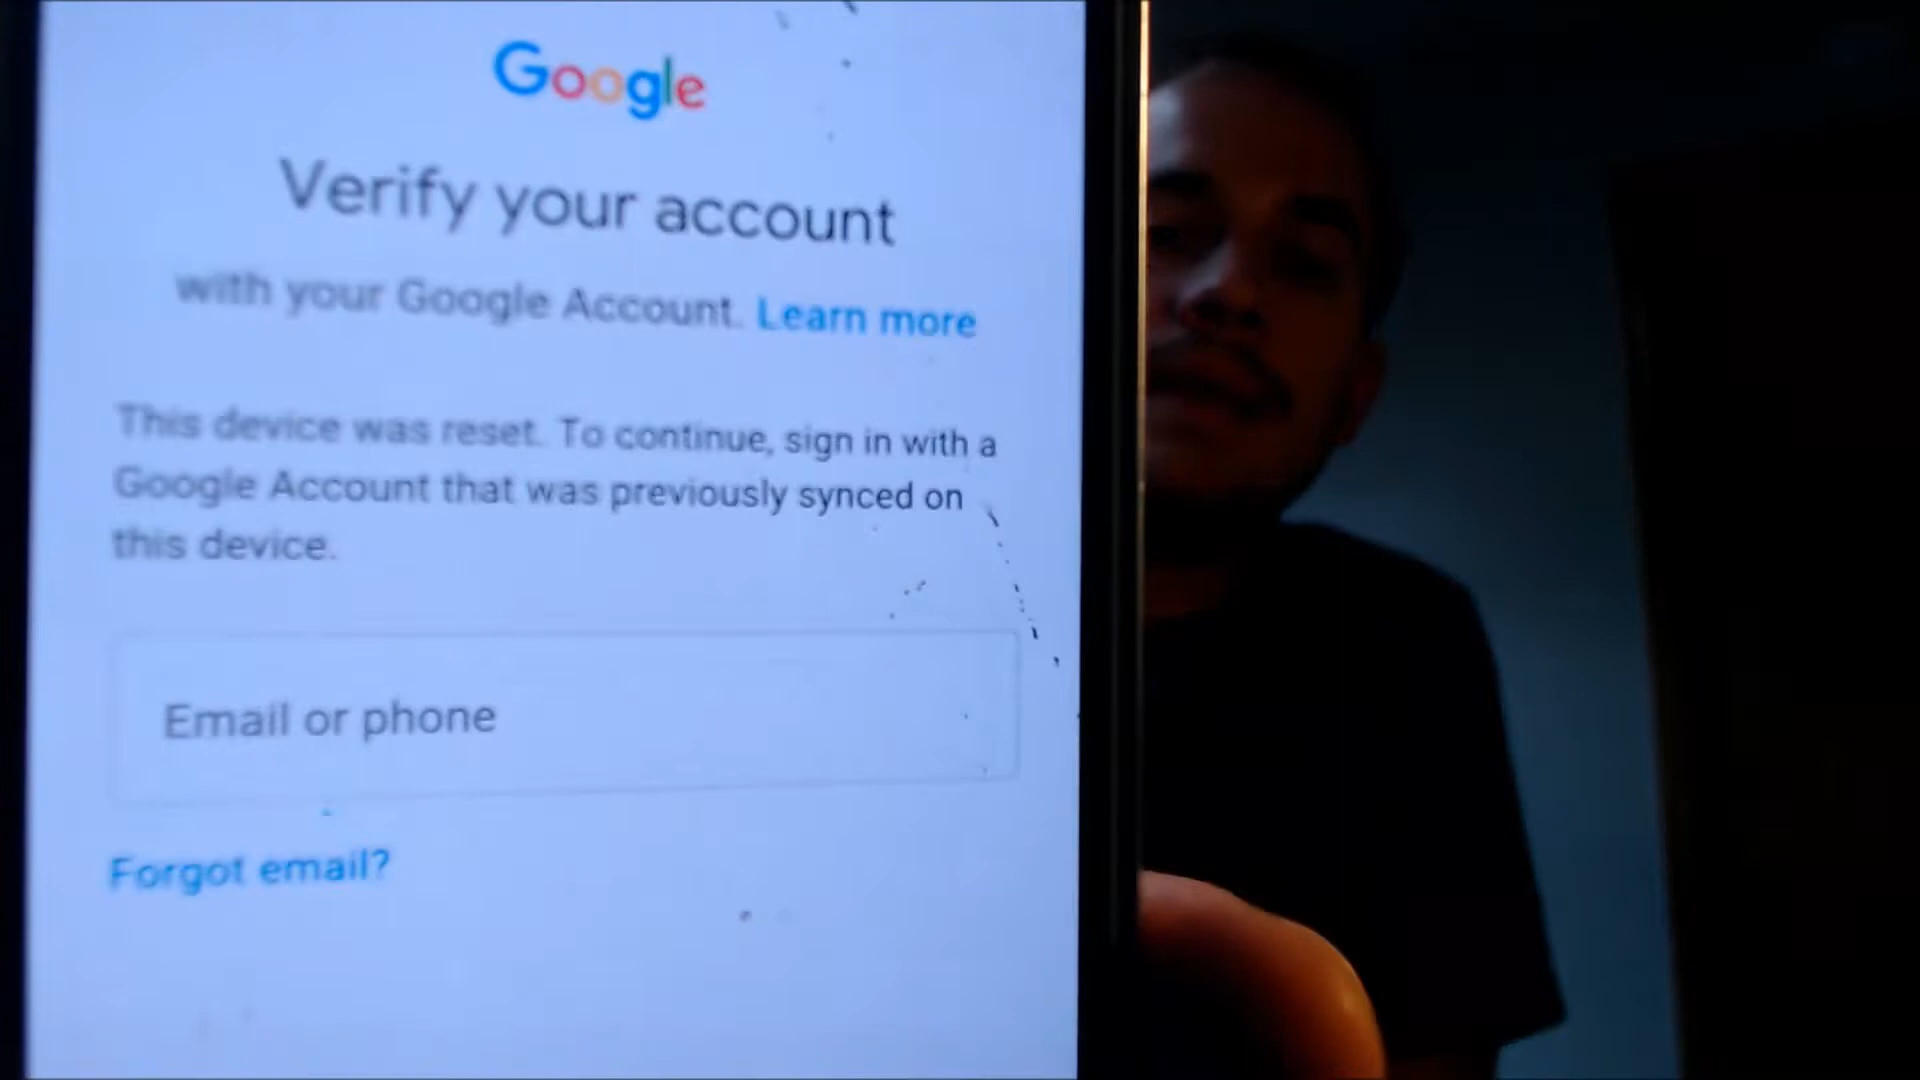 Google
Verify your account
with your Google Account. Learn more
This device was reset. To continue, sign in with a
Google Account that was previously synced on
this device.
Email or phone
Forgot email?